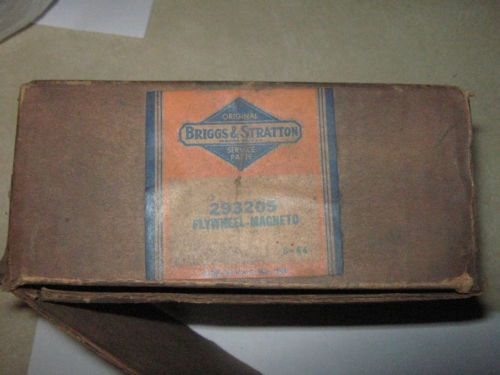 ORIGINAL
BRIGGS & STRATTON
SERVICE
PARTS
293205
FLYWHEEL-MAGNETO